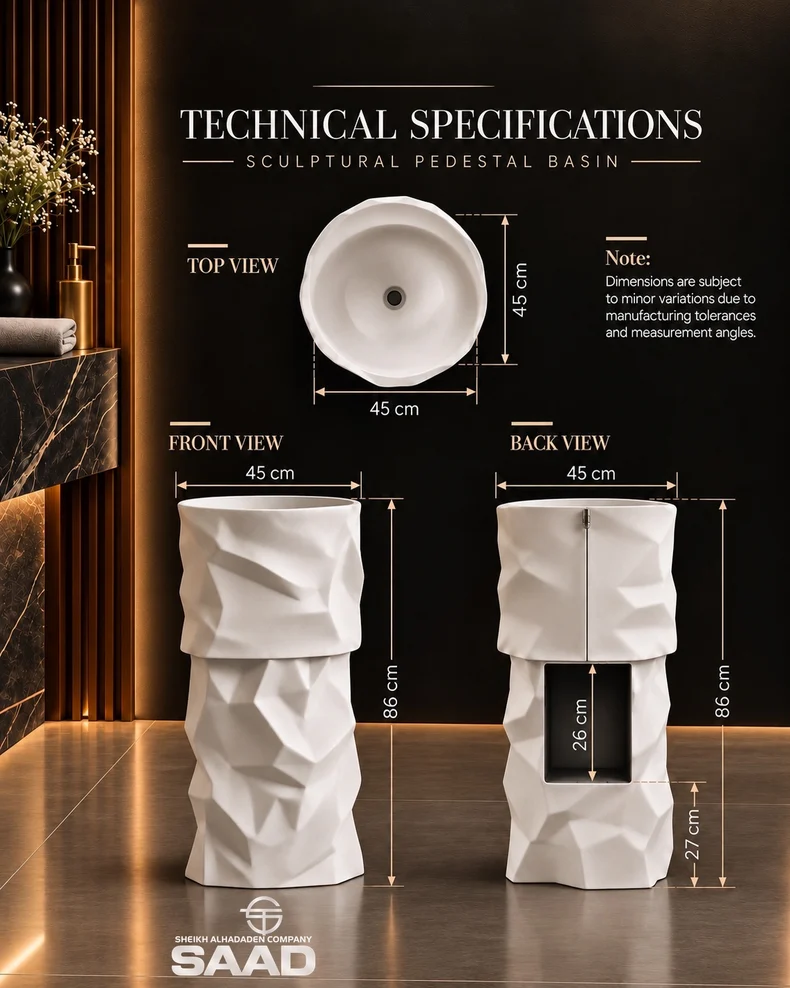 TECHNICAL SPECIFICATIONS
SCULPTURAL PEDESTAL BASIN
TOP VIEW
45 cm
45 cm
Note:
Dimensions are subject
to minor variations due to
manufacturing tolerances
and measurement angles.
FRONT VIEW
45 cm
86 cm
BACK VIEW
45 cm
26 cm
86 cm
27 cm
SHEIKH ALHADADEN COMPANY
SAAD